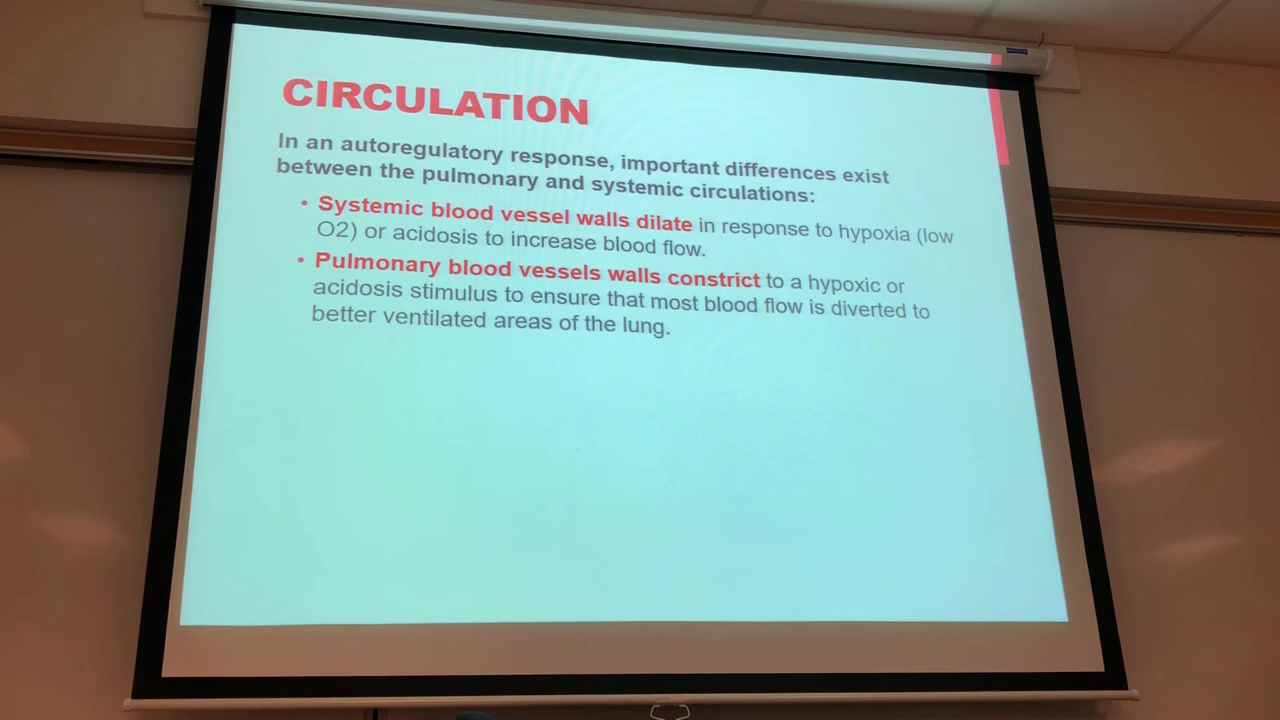 CIRCULATION
In an autoregulatory response, important differences exist
between the pulmonary and systemic circulations:
• Systemic blood vessel walls dilate in response to hypoxia (low
O2) or acidosis to increase blood flow.
• Pulmonary blood vessels walls constrict to a hypoxic or
acidosis stimulus to ensure that most blood flow is diverted to
better ventilated areas of the lung.